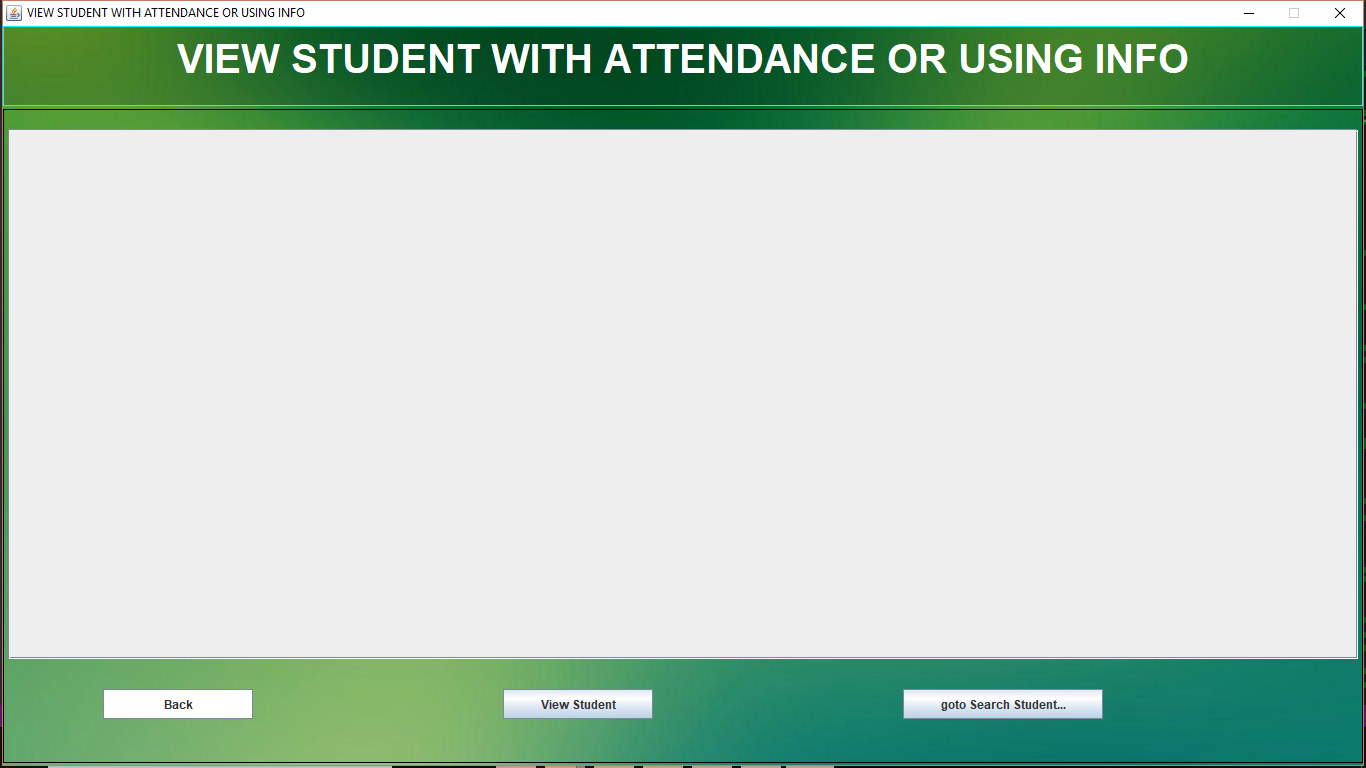 VIEW STUDENT WITH ATTENDANCE OR USING INFO
VIEW STUDENT WITH ATTENDANCE OR USING INFO
Back
View Student
goto Search Student...